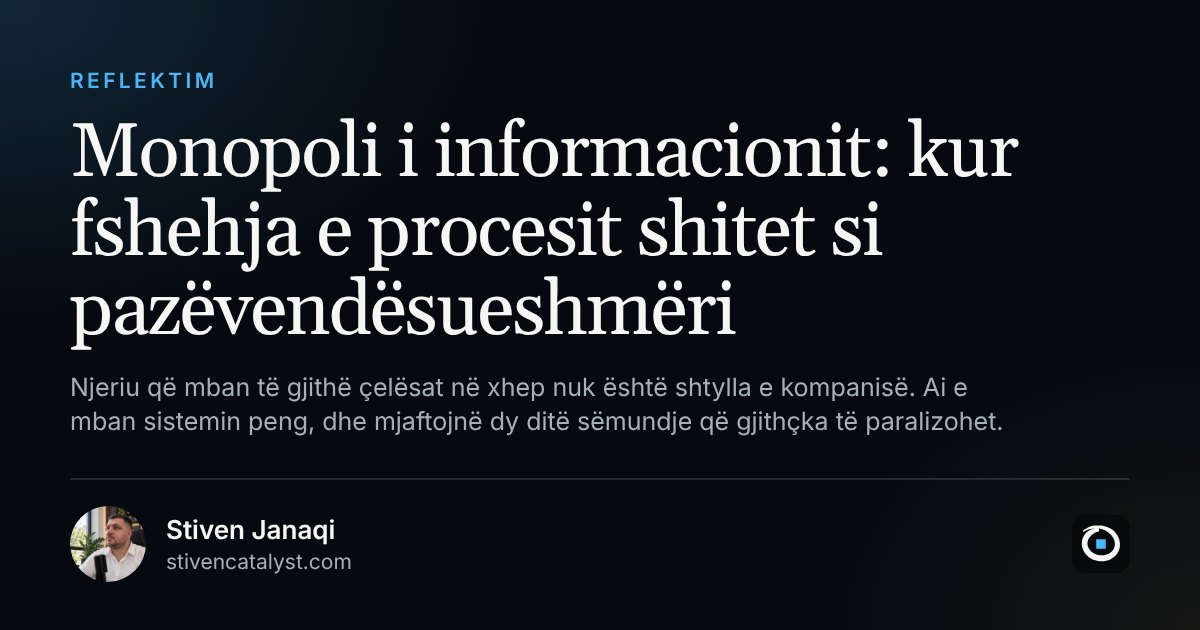 REFLEKTIM
Monopoli i informacionit: kur
fshehja e procesit shitet si
pazëvendësueshmëri
Njeriu që mban të gjithë çelësat në xhep nuk është shtylla e kompanisë. Ai e
mban sistemin peng, dhe mjaftojnë dy ditë sëmundje që gjithçka të paralizohet.
Stiven Janaqi
stivencatalyst.com